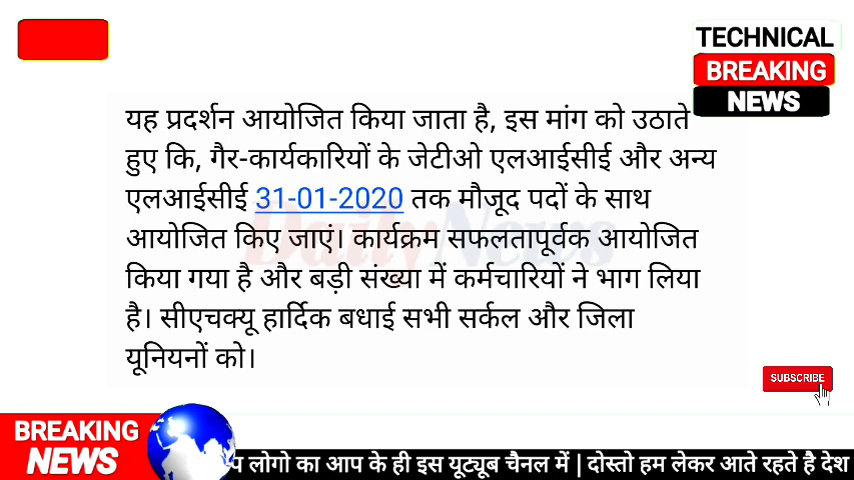 TECHNICAL
BREAKING
NEWS
यह प्रदर्शन आयोजित किया जाता है, इस मांग को उठाते
हुए कि, गैर-कार्यकारियों के जेटीओ एलआईसीई और अन्य
एलआईसीई 31-01-2020 तक मौजूद पदों के साथ
आयोजित किए जाएं। कार्यक्रम सफलतापूर्वक आयोजित
किया गया है और बड़ी संख्या में कर्मचारियों ने भाग लिया
है। सीएचक्यू हार्दिक बधाई सभी सर्कल और जिला
यूनियनों को।
Daily News
SUBSCRIBE
BREAKING
NEWS
प लोगो का आप के ही इस यूट्यूब चैनल में | दोस्तो हम लेकर आते रहते है देश